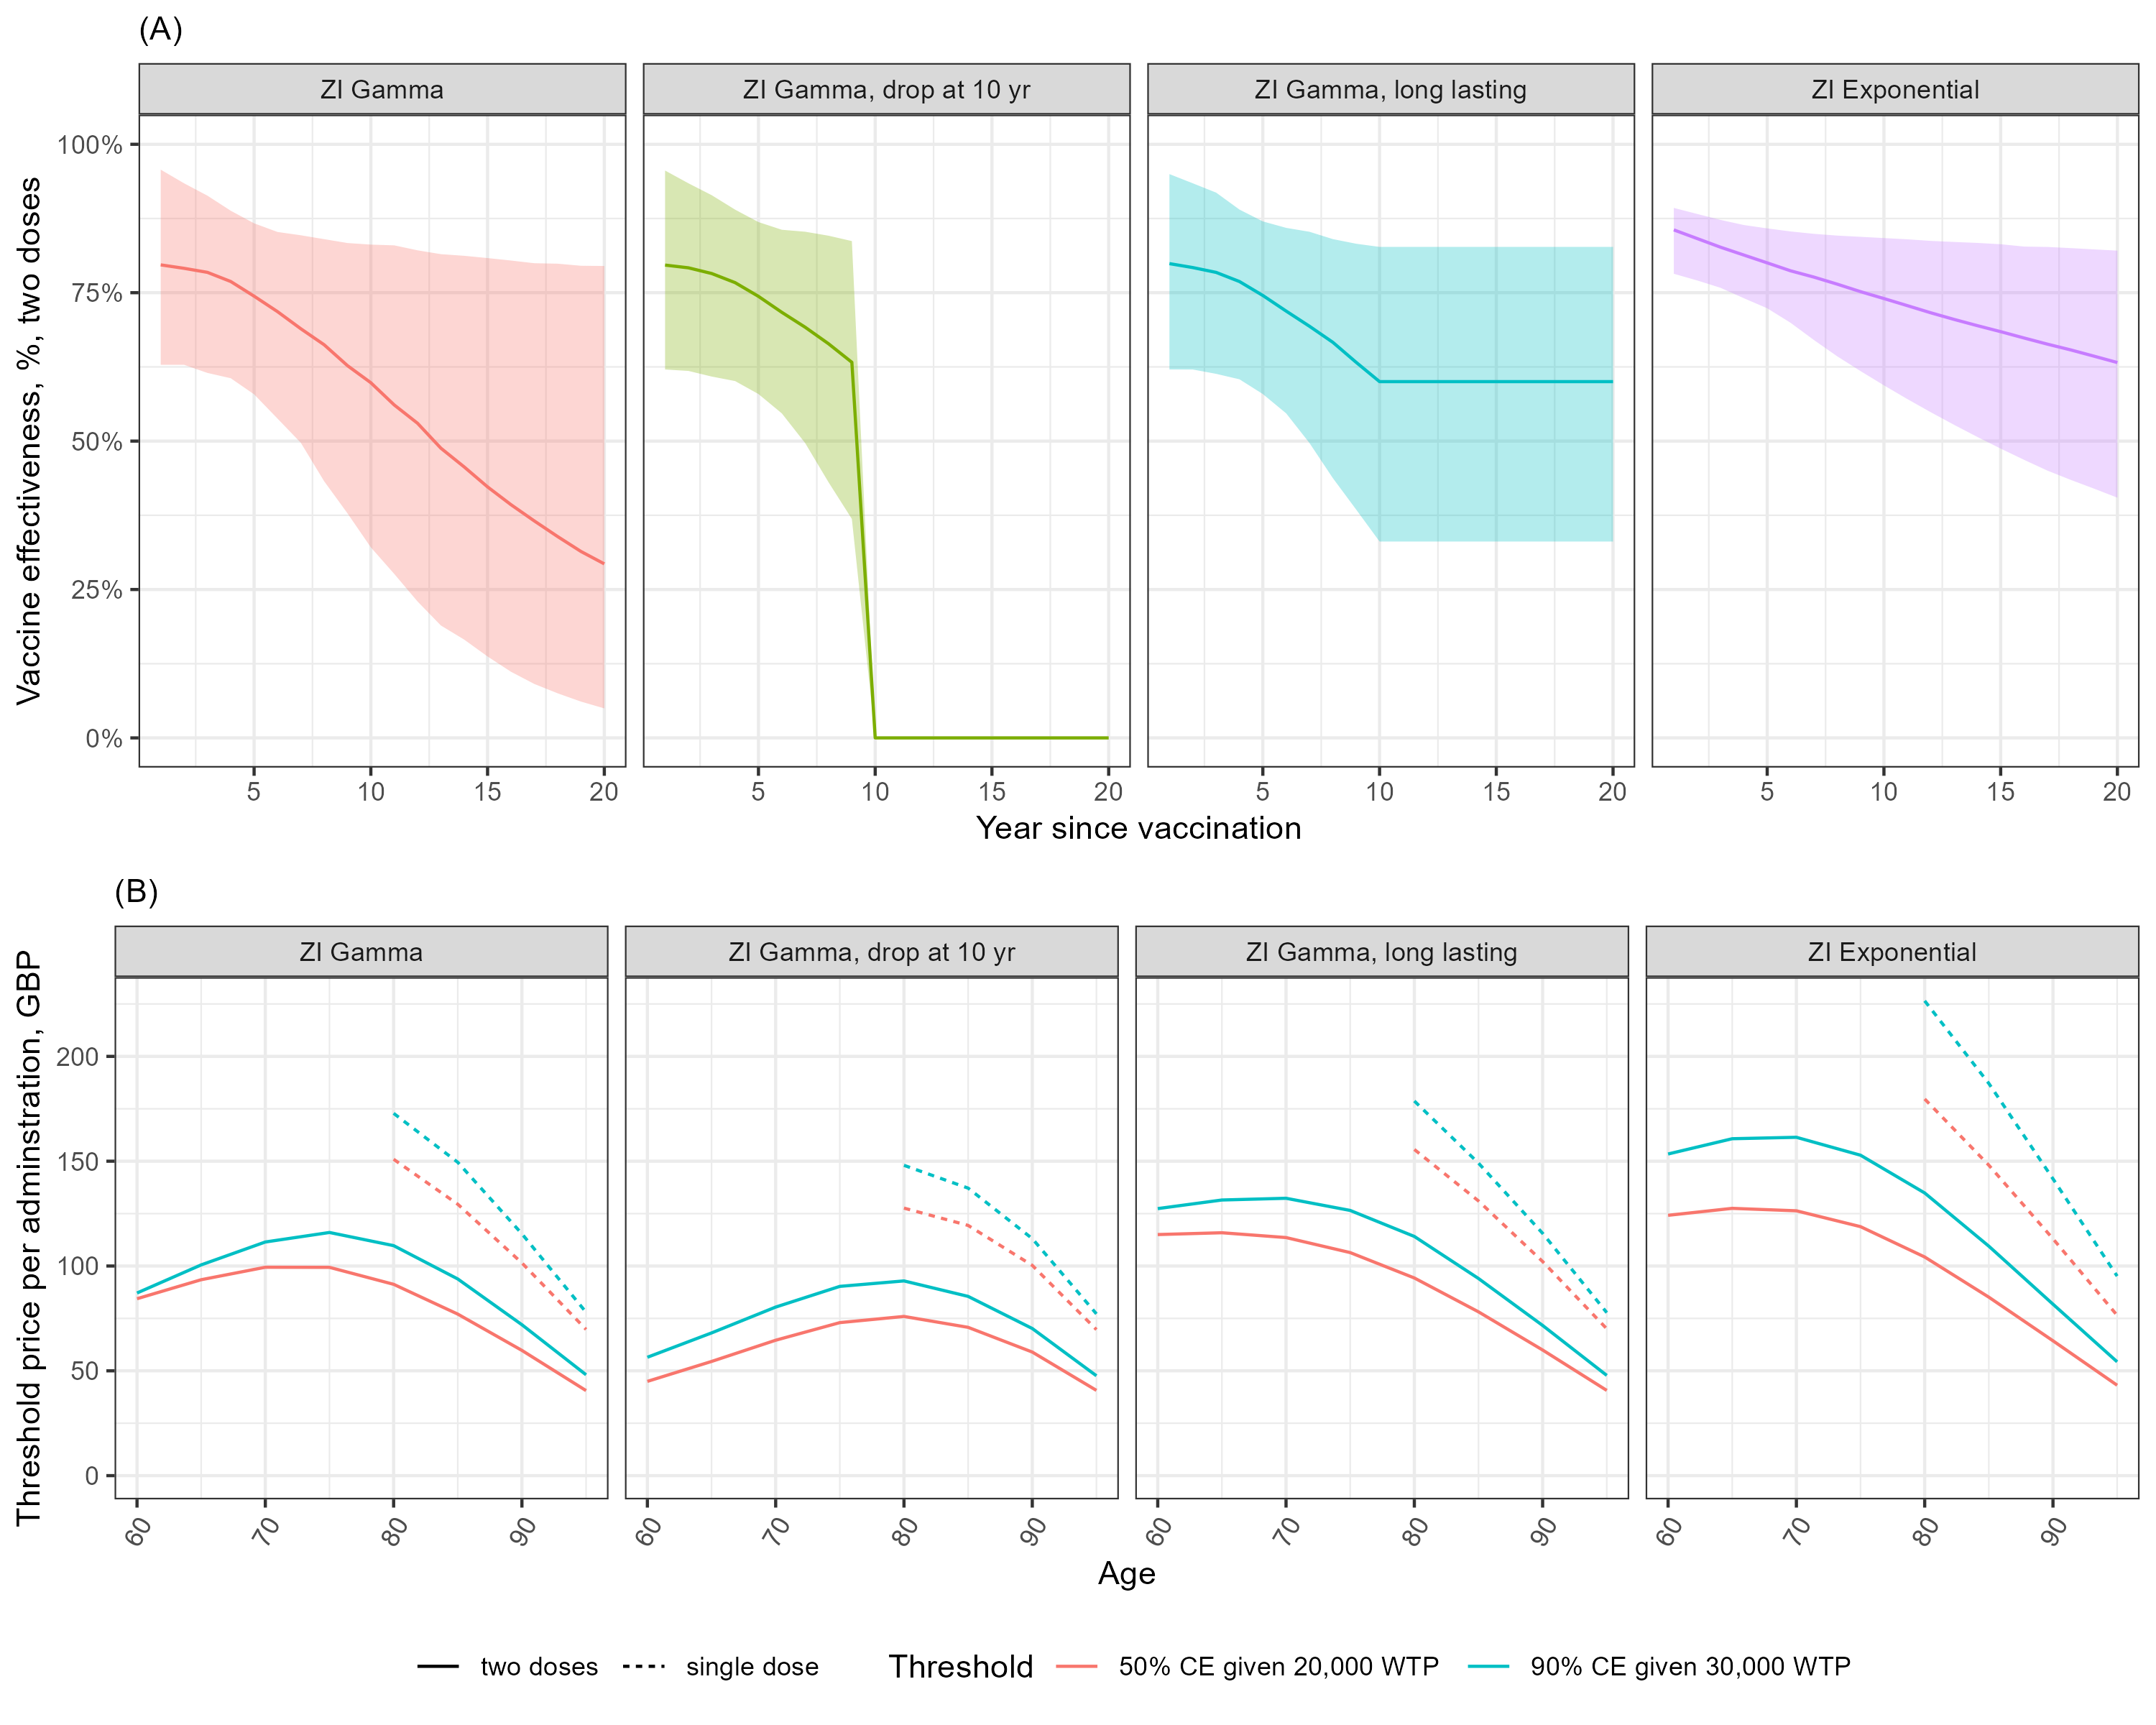 (A)
ZI Gamma
ZI Gamma, drop at 10 yr
ZI Gamma, long lasting
ZI Exponential
Vaccine effectiveness, %, two doses
100%
75%
50%
25%
0%
5 10 15 20
5 10 15 20
5 10 15 20
5 10 15 20
Year since vaccination
(B)
ZI Gamma
ZI Gamma, drop at 10 yr
ZI Gamma, long lasting
ZI Exponential
Threshold price per adminstration, GBP
200
150
100
50
0
60 70 80 90
60 70 80 90
60 70 80 90
60 70 80 90
Age
two doses single dose Threshold 50% CE given 20,000 WTP 90% CE given 30,000 WTP